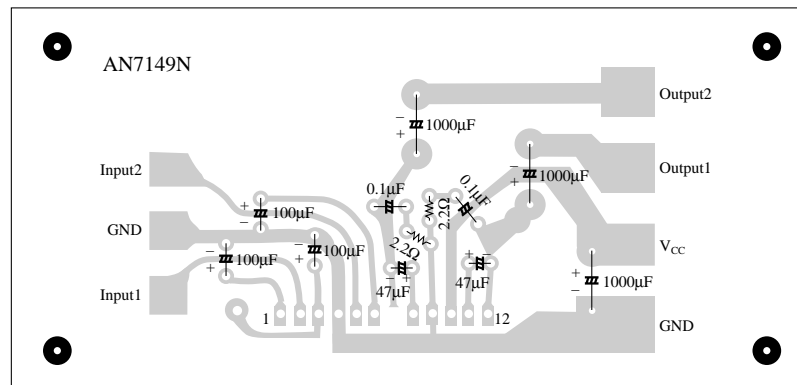 AN7149N
Output2
1000μF
Input2
Output1
0.1μF
0.1μF
1000μF
100μF
2.2Ω
GND
100μF
2.2Ω
VCC
100μF
47μF
47μF
1000μF
Input1
1
12
GND